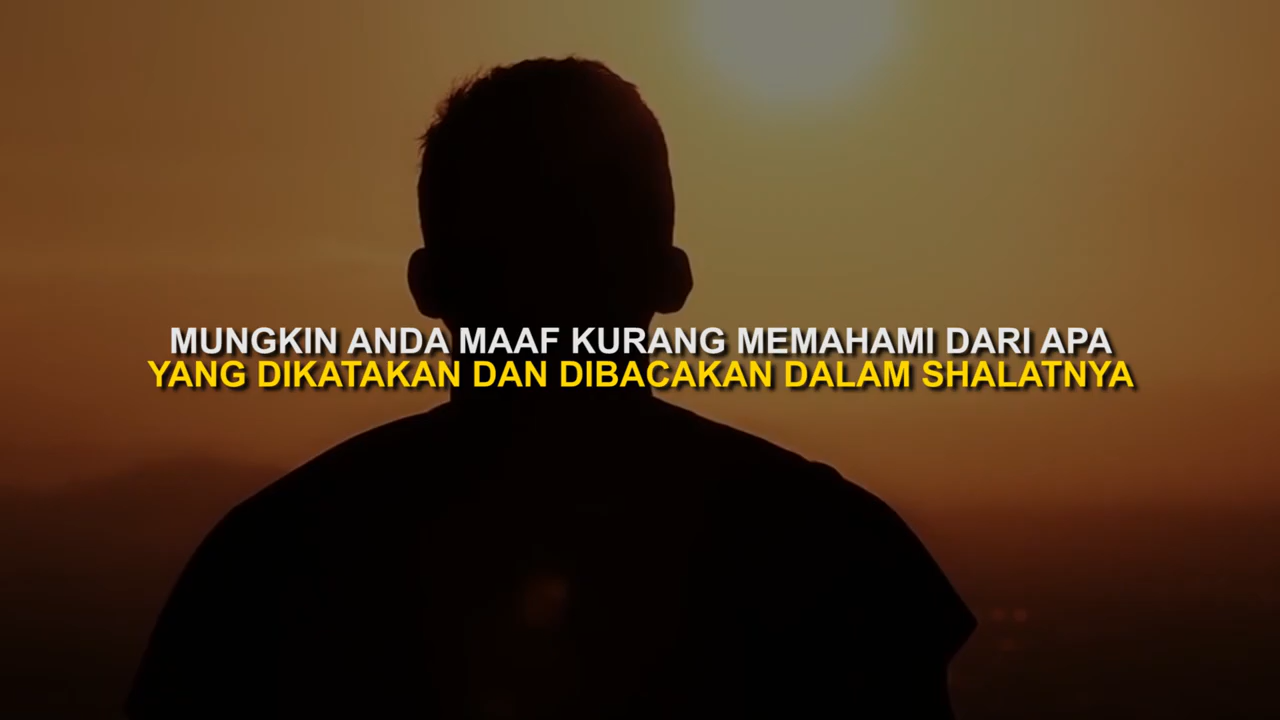 MUNGKIN ANDA MAAF KURANG MEMAHAMI DARI APA
YANG DIKATAKAN DAN DIBACAKAN DALAM SHALATNYA